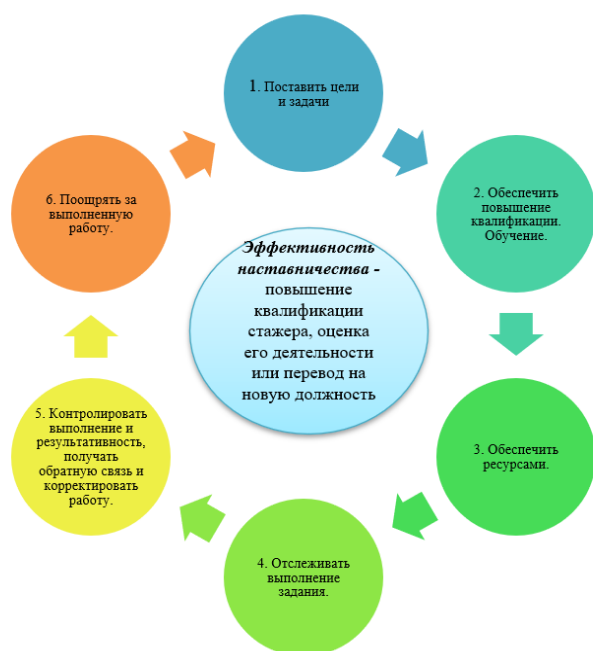 1. Поставить цели
и задачи
2. Обеспечить
повышение
квалификации.
Обучение.
3. Обеспечить
ресурсами.
4. Отслеживать
выполнение
задания.
5. Контролировать
выполнение и
результативность,
получать
обратную связь и
корректировать
работу.
6. Поощрять за
выполненную
работу.
Эффективность
наставничества -
повышение
квалификации
стажера, оценка
его деятельности
или перевод на
новую должность